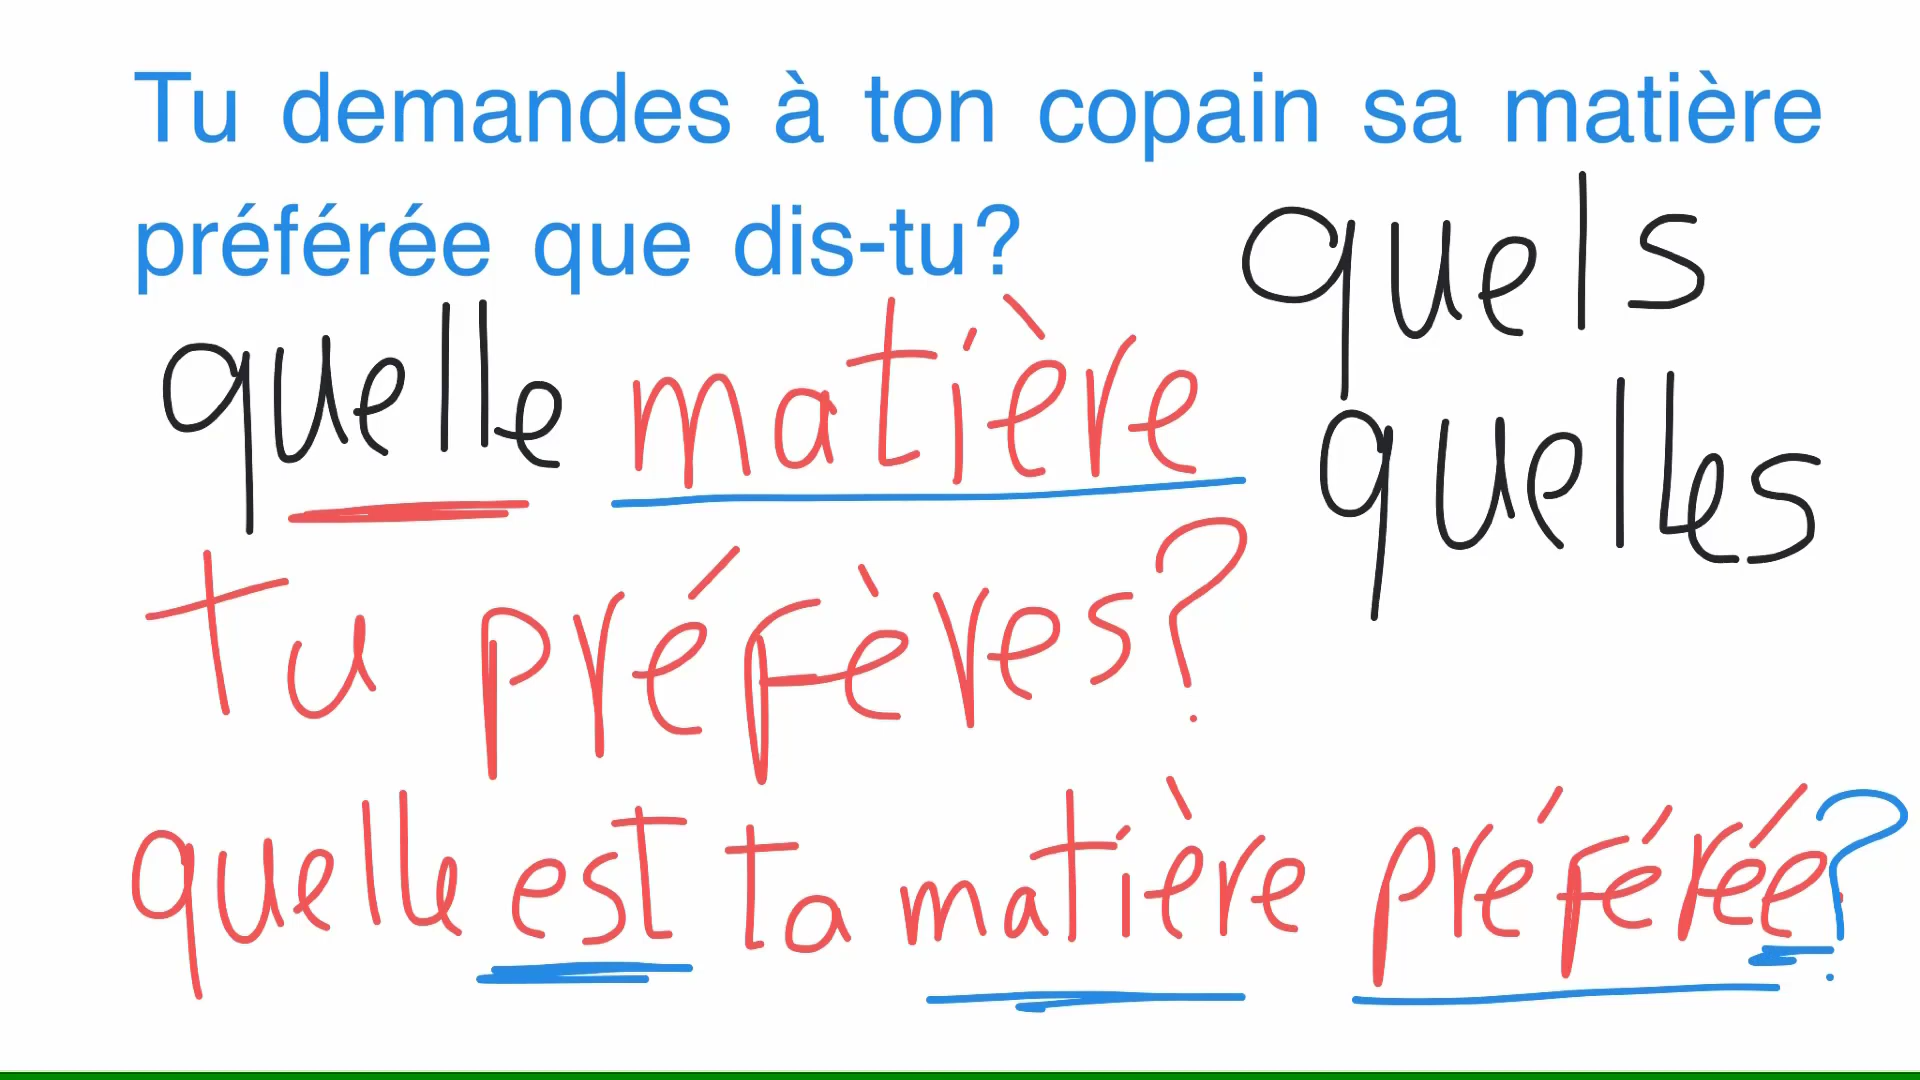 Tu demandes à ton copain sa matière
préférée que dis-tu?
quels
quelle matière
quelles
tu préfères?
quelle est ta matière préférée?